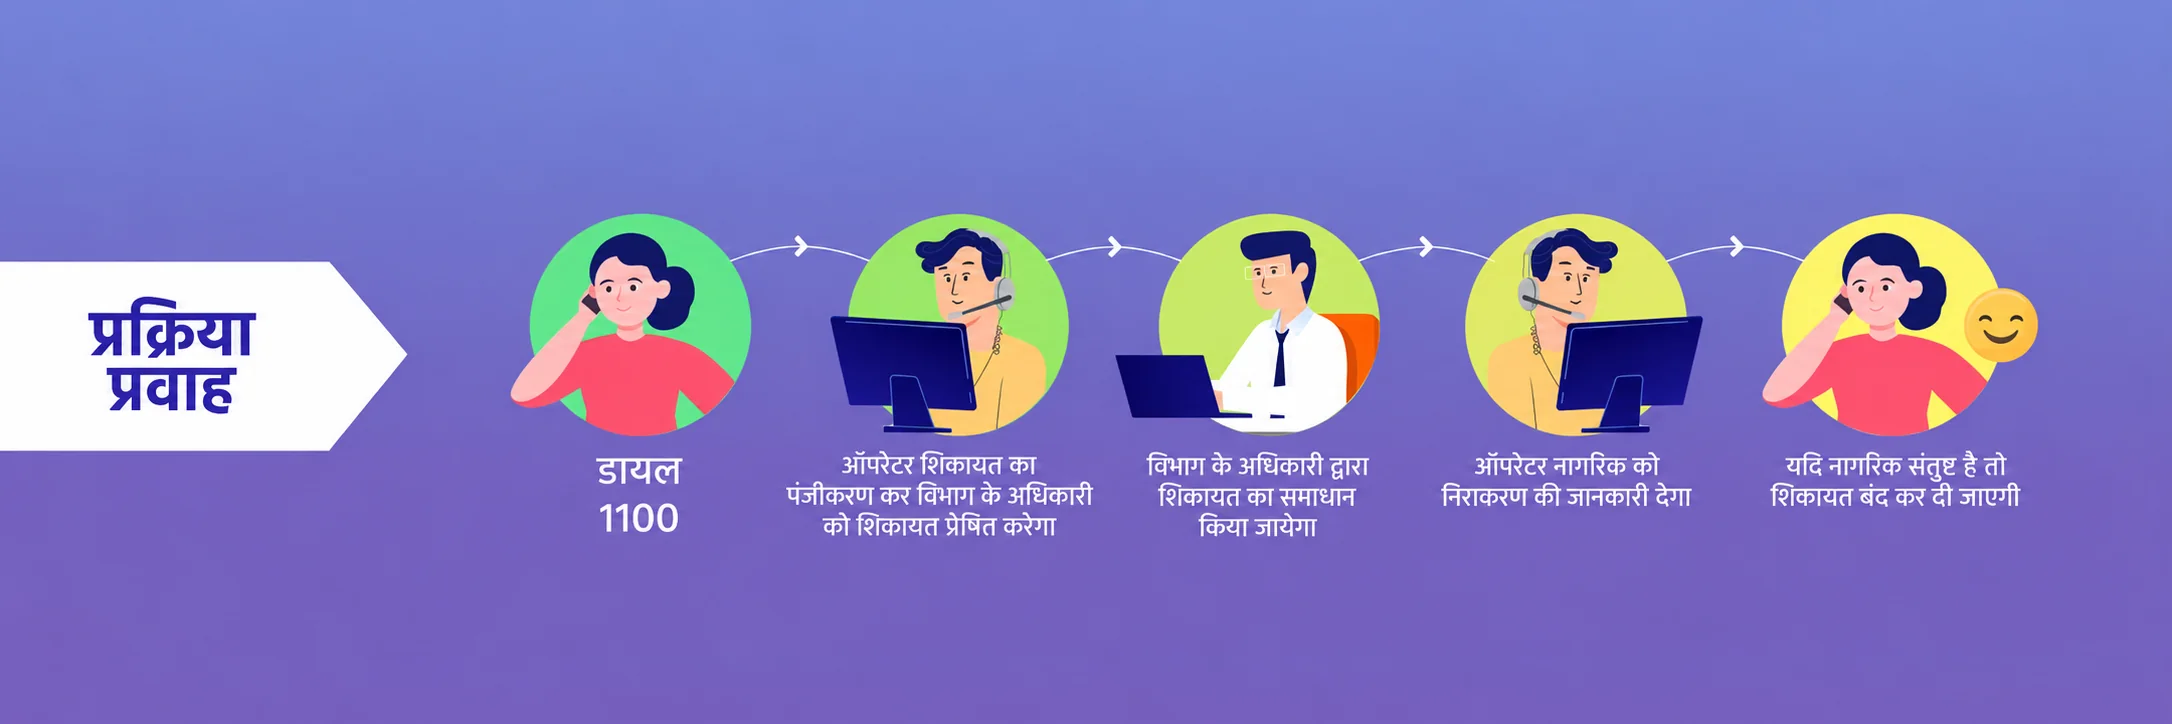 प्रक्रिया
प्रवाह
डायल
1100
ऑपरेटर शिकायत का
पंजीकरण कर विभाग के अधिकारी
को शिकायत प्रेषित करेगा
विभाग के अधिकारी द्वारा
शिकायत का समाधान
किया जायेगा
ऑपरेटर नागरिक को
निराकरण की जानकारी देगा
यदि नागरिक संतुष्ट है तो
शिकायत बंद कर दी जाएगी